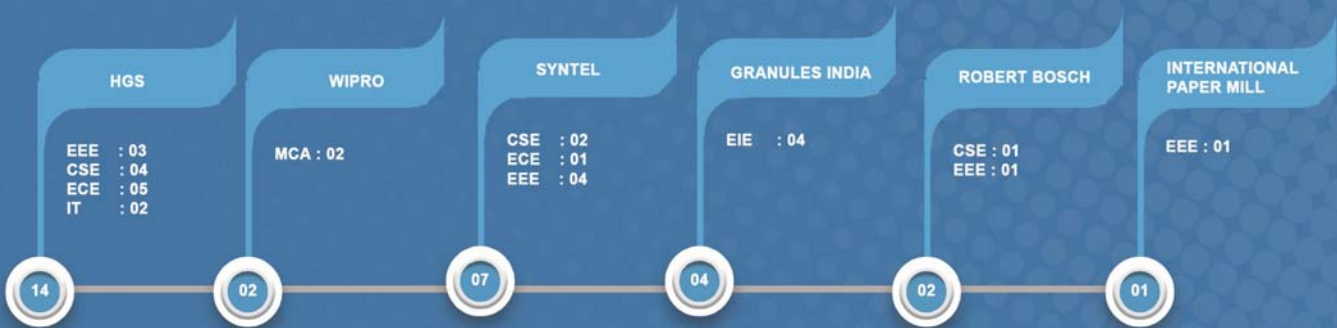 HGS
EEE : 03
CSE : 04
ECE : 05
IT : 02
14
WIPRO
MCA : 02
02
SYNTEL
CSE : 02
ECE : 01
EEE : 04
07
GRANULES INDIA
EIE : 04
04
ROBERT BOSCH
CSE : 01
EEE : 01
02
INTERNATIONAL
PAPER MILL
EEE : 01
01